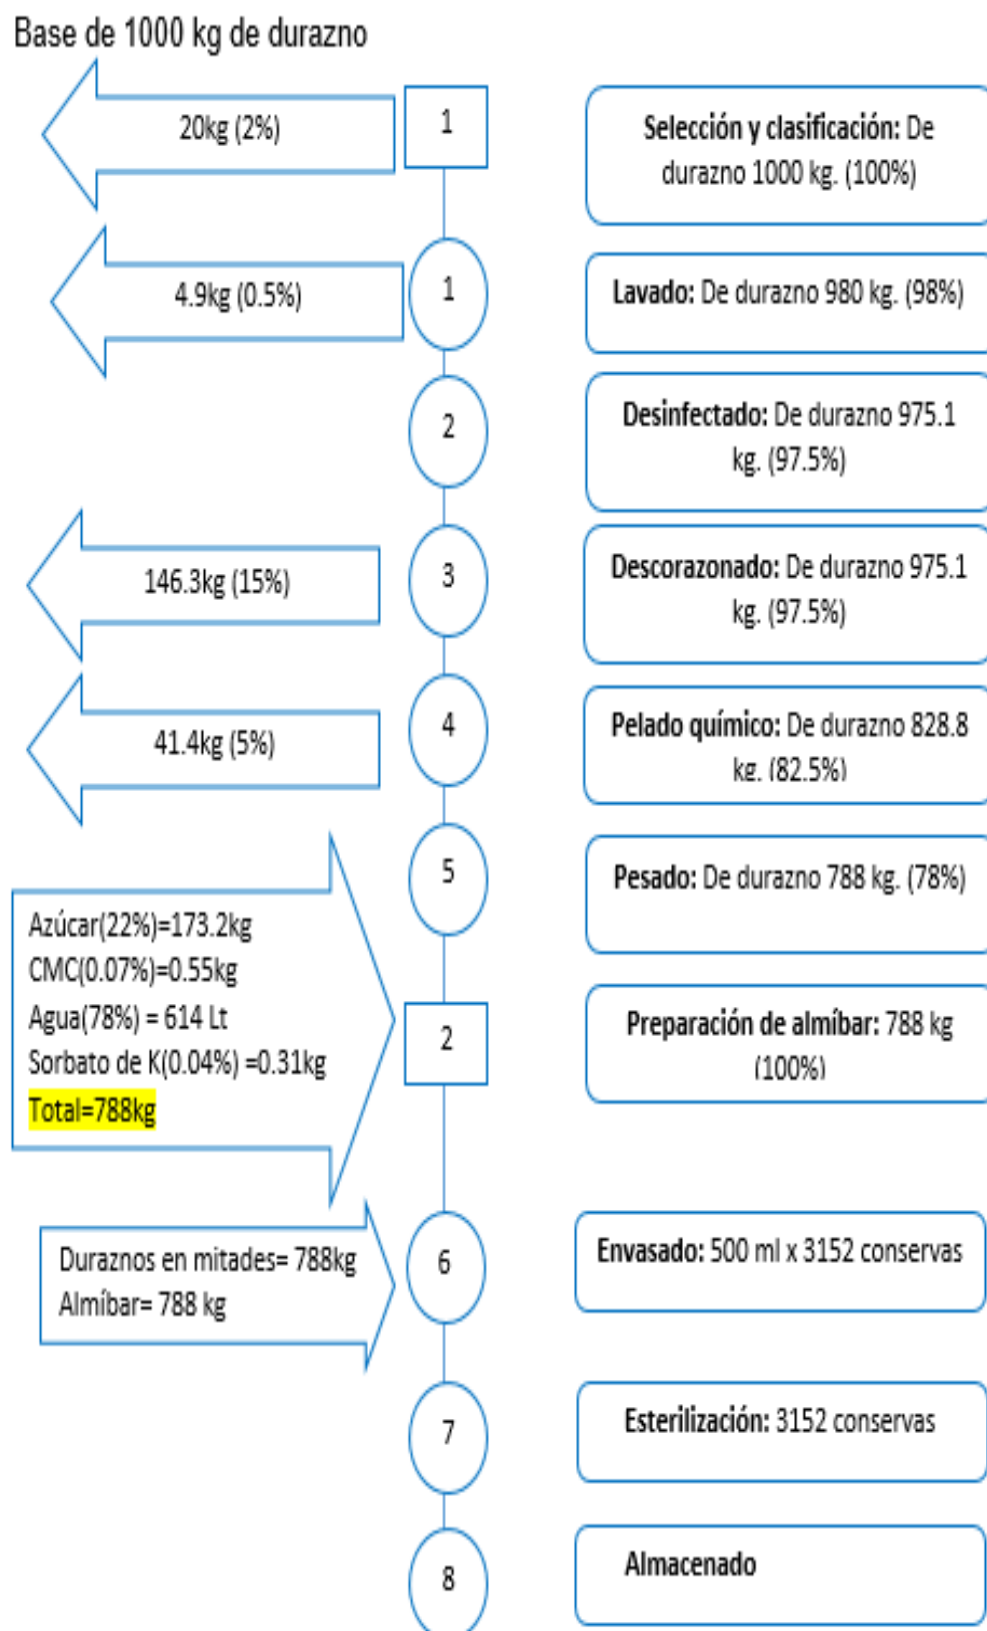 Base de 1000 kg de durazno
20kg (2%)
1
Selección y clasificación: De
durazno 1000 kg. (100%)
4.9kg (0.5%)
1
Lavado: De durazno 980 kg. (98%)
2
Desinfectado: De durazno 975.1
kg. (97.5%)
146.3kg (15%)
3
Descorazonado: De durazno 975.1
kg. (97.5%)
41.4kg (5%)
4
Pelado químico: De durazno 828.8
kg. (82.5%)
5
Pesado: De durazno 788 kg. (78%)
Azúcar(22%)=173.2kg
CMC(0.07%)=0.55kg
Agua(78%) = 614 Lt
Sorbato de K(0.04%) =0.31kg
Total=788kg
2
Preparación de almíbar: 788 kg
(100%)
Duraznos en mitades= 788kg
Almíbar= 788 kg
6
Envasado: 500 ml x 3152 conservas
7
Esterilización: 3152 conservas
8
Almacenado